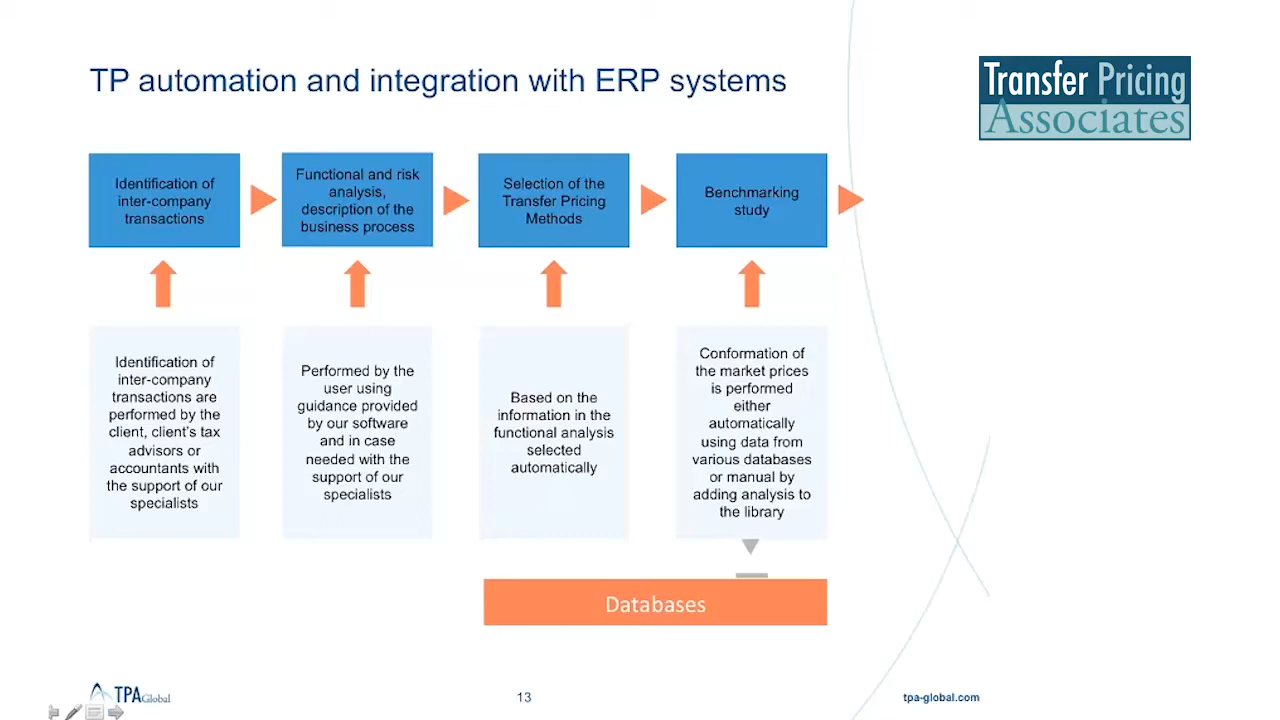 TP automation and integration with ERP systems
Transfer Pricing
Associates
Identification of
inter-company
transactions
Functional and risk
analysis,
description of the
business process
Selection of the
Transfer Pricing
Methods
Benchmarking
study
Identification of
inter-company
transactions are
performed by the
client, client's tax
advisors or
accountants with
the support of our
specialists
Performed by the
user using
guidance provided
by our software
and in case
needed with the
support of our
specialists
Based on the
information in the
functional analysis
selected
automatically
Conformation of
the market prices
is performed
either
automatically
using data from
various databases
or manual by
adding analysis to
the library
Databases
TPA Global
13
tpa-global.com